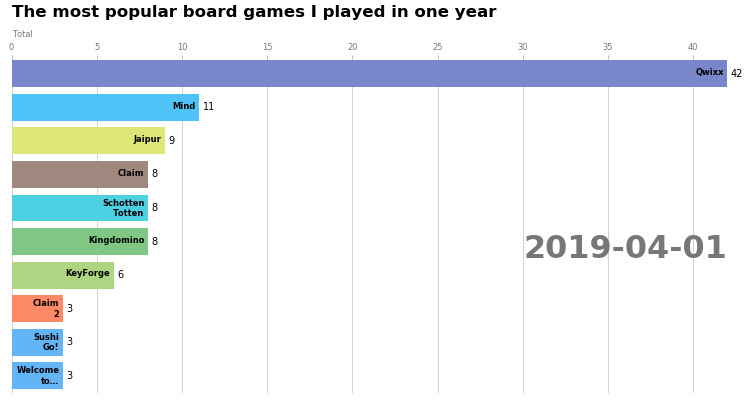 The most popular board games I played in one year
Total
0 5 10 15 20 25 30 35 40
Qwixx 42
Mind 11
Jaipur 9
Claim 8
Schotten
Totten 8
Kingdomino 8
2019-04-01
KeyForge 6
Claim
2 3
Sushi
Go! 3
Welcome
to... 3